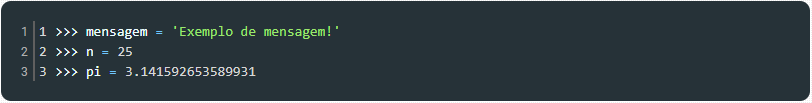 1 1 >>> mensagem = 'Exemplo de mensagem!'
2 2 >>> n = 25
3 3 >>> pi = 3.141592653589931